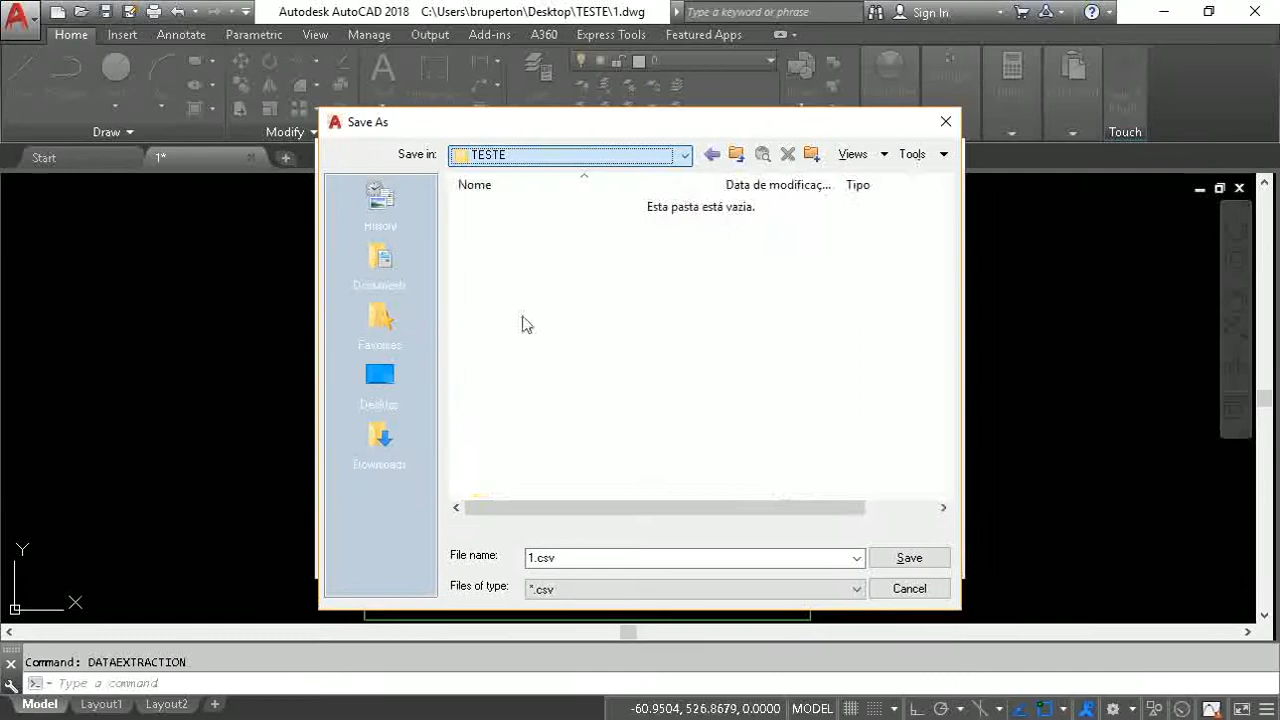 Autodesk AutoCAD 2018 C:\Users\bruperton\Desktop\TESTE\1.dwg
Type a keyword or phrase
Sign In
Home Insert Annotate Parametric View Manage Output Add-ins A360 Express Tools Featured Apps
0
Draw
Modify
Touch
Start
1*
Save As
Save in:
TESTE
Views
Tools
Nome
Data de modificaç...
Tipo
Esta pasta está vazia.
History
Documents
Favorites
Desktop
Downloads
File name:
1.csv
Save
Files of type:
*.csv
Cancel
Y
X
Command: DATAEXTRACTION
Type a command
Model Layout1 Layout2
-60.9504, 526.8679, 0.0000 MODEL